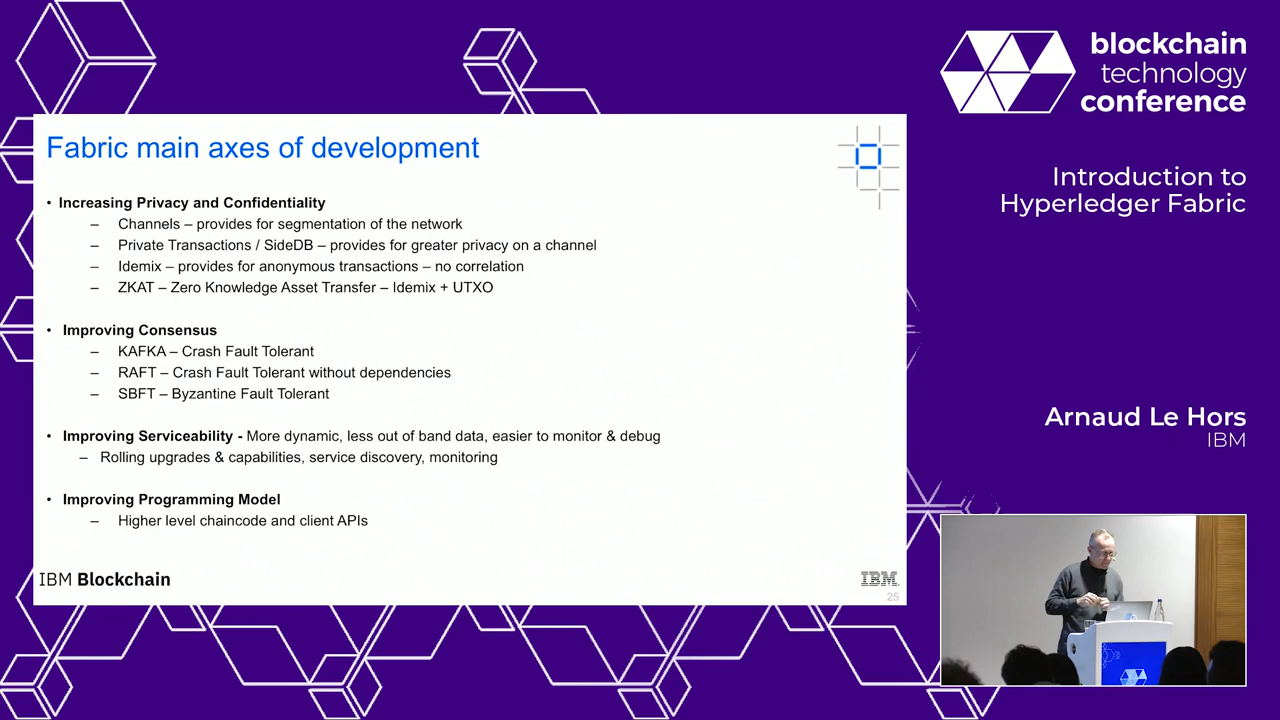 blockchain
technology
conference
Introduction to
Hyperledger Fabric
Fabric main axes of development
• Increasing Privacy and Confidentiality
– Channels – provides for segmentation of the network
– Private Transactions / SideDB – provides for greater privacy on a channel
– Idemix – provides for anonymous transactions – no correlation
– ZKAT – Zero Knowledge Asset Transfer – Idemix + UTXO
• Improving Consensus
– KAFKA – Crash Fault Tolerant
– RAFT – Crash Fault Tolerant without dependencies
– SBFT – Byzantine Fault Tolerant
• Improving Serviceability - More dynamic, less out of band data, easier to monitor & debug
– Rolling upgrades & capabilities, service discovery, monitoring
• Improving Programming Model
– Higher level chaincode and client APIs
IBM Blockchain
IBM
25
Arnaud Le Hors
IBM